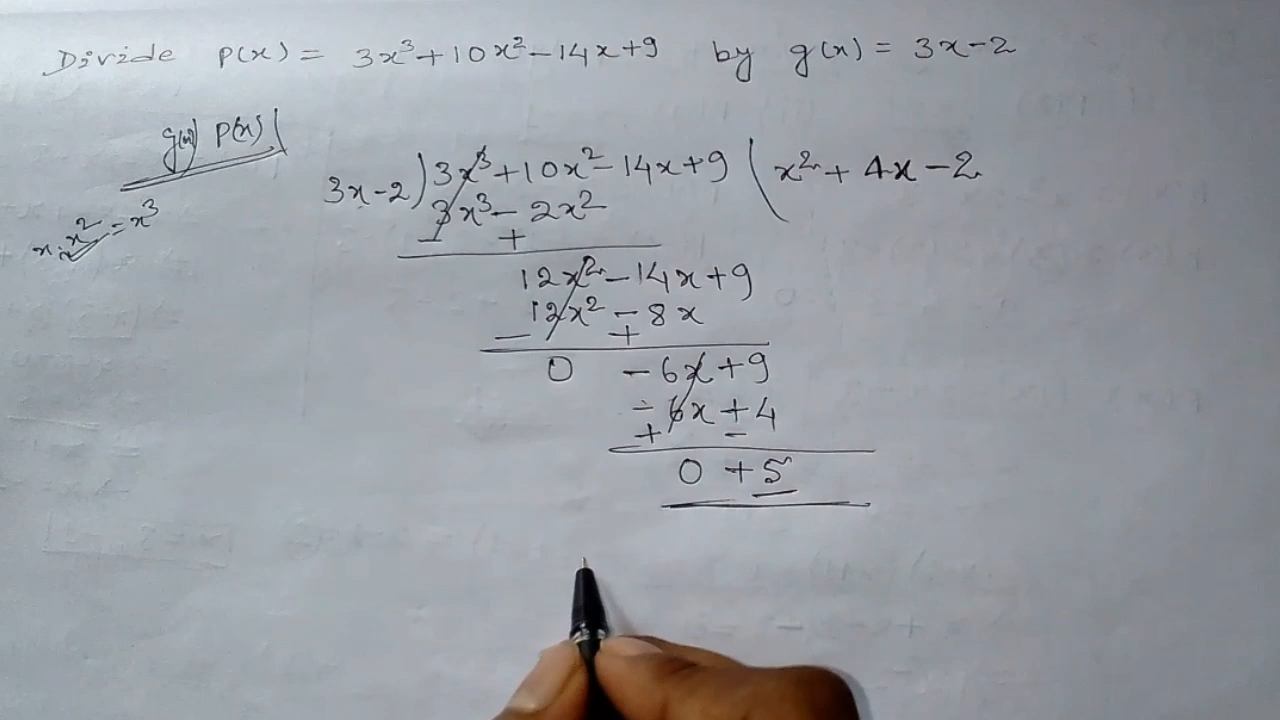 Divide P(x) = 3x³+10x²-14x+9 by g(x) = 3x-2
g(x) P(x)
3x-2) 3x³+10x²-14x+9 ( x²+4x-2
3x³-2x²
- +
x·x²=x³
12x²-14x+9
12x²-8x
- +
0 -6x+9
-6x+4
+ -
0 +5